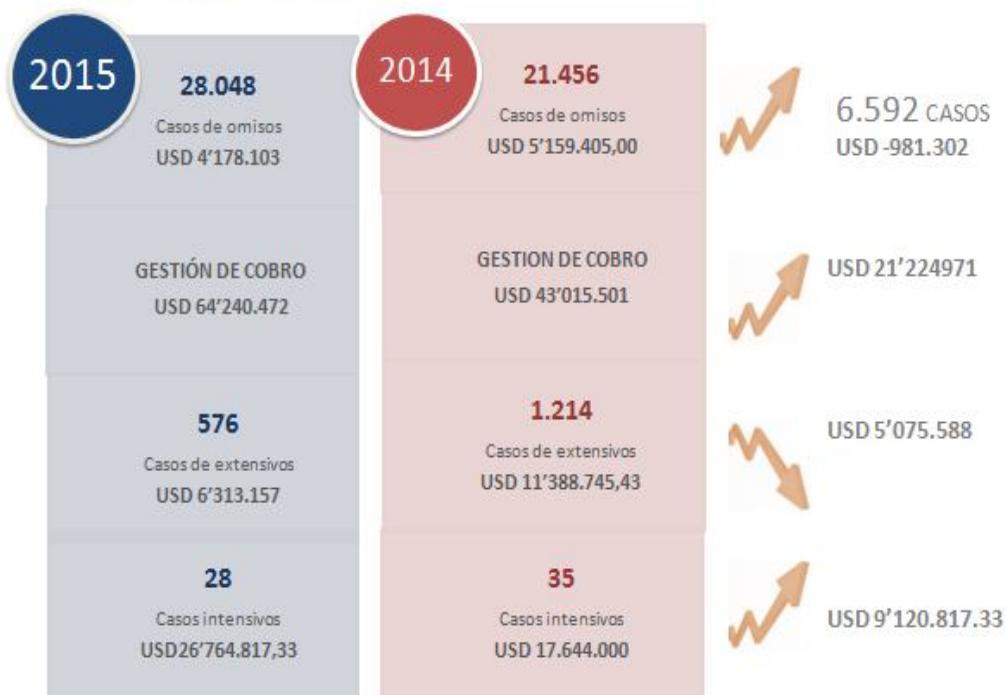 2015
28.048
Casos de omisos
USD 4’178.103
GESTIÓN DE COBRO
USD 64’240.472
576
Casos de extensivos
USD 6’313.157
28
Casos intensivos
USD26’764.817,33
2014
21.456
Casos de omisos
USD 5’159.405,00
GESTION DE COBRO
USD 43’015.501
1.214
Casos de extensivos
USD 11’388.745,43
35
Casos intensivos
USD 17.644.000
6.592 CASOS
USD -981.302
USD 21’224971
USD 5’075.588
USD 9’120.817.33